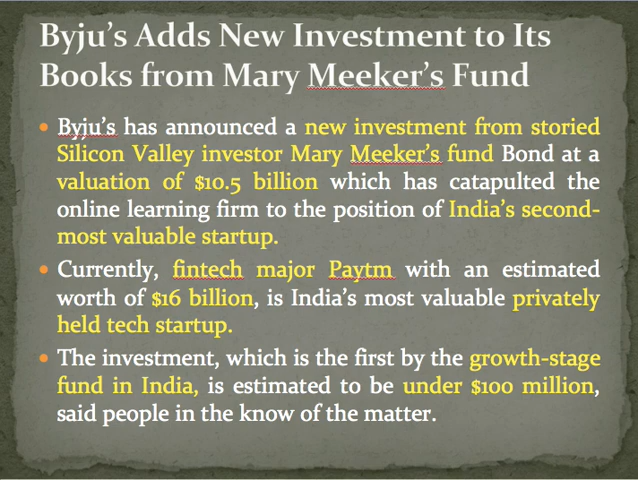 Byju's Adds New Investment to Its
Books from Mary Meeker's Fund
• Byju's has announced a new investment from storied
Silicon Valley investor Mary Meeker's fund Bond at a
valuation of $10.5 billion which has catapulted the
online learning firm to the position of India's second-
most valuable startup.
• Currently, fintech major Paytm with an estimated
worth of $16 billion, is India's most valuable privately
held tech startup.
• The investment, which is the first by the growth-stage
fund in India, is estimated to be under $100 million,
said people in the know of the matter.